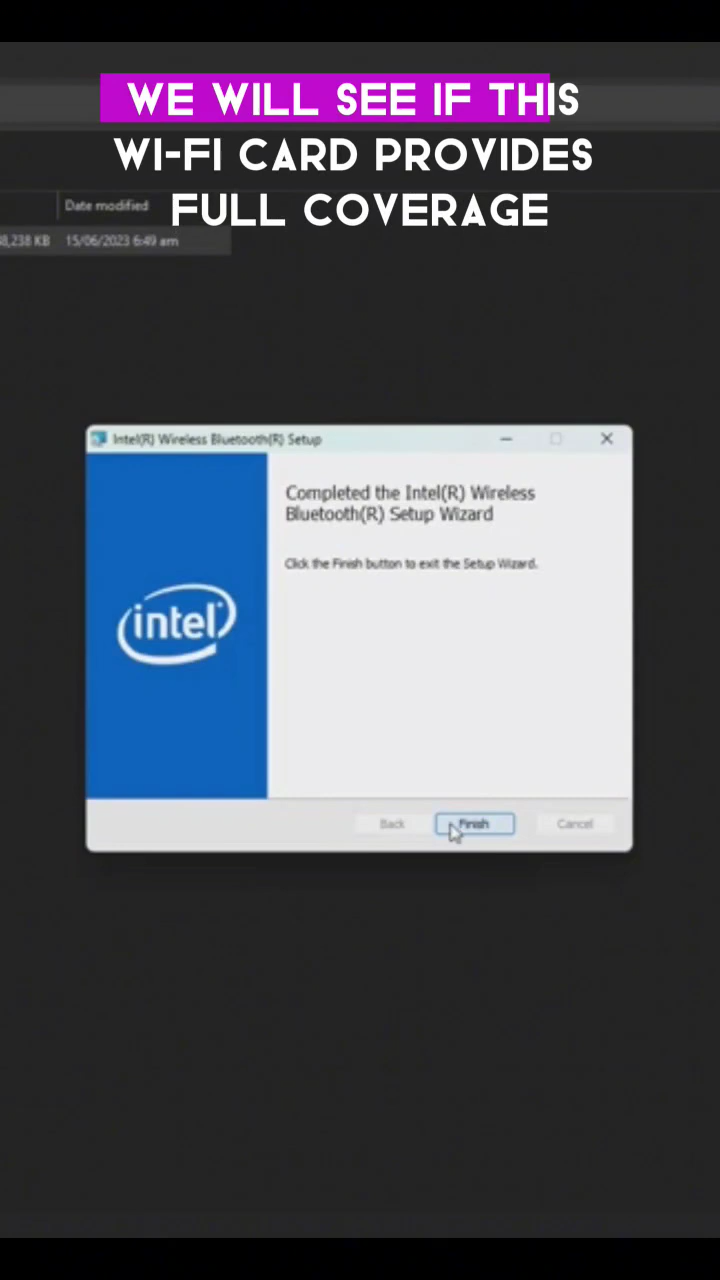 WE WILL SEE IF THIS
WI-FI CARD PROVIDES
FULL COVERAGE
Date modified
8,238 KB 15/06/2023 6:49 am
Intel(R) Wireless Bluetooth(R) Setup
Completed the Intel(R) Wireless
Bluetooth(R) Setup Wizard
Click the Finish button to exit the Setup Wizard.
intel
Back Finish Cancel